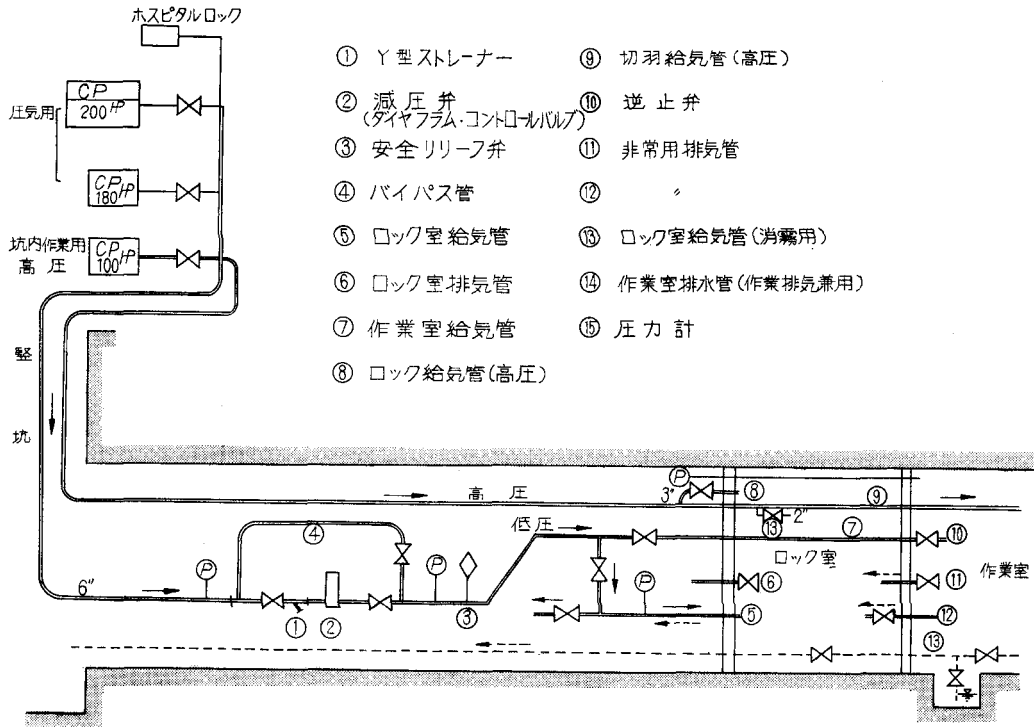 ホスピタルロック
圧気用
CP
200HP
CP
180HP
坑内作業用
高圧
CP
100HP
① Y型ストレーナー
② 減圧弁
(ダイヤフラム・コントロールバルブ)
③ 安全リリーフ弁
④ バイパス管
⑤ ロック室給気管
⑥ ロック室排気管
⑦ 作業室給気管
⑧ ロック給気管(高圧)
⑨ 切羽給気管(高圧)
⑩ 逆止弁
⑪ 非常用排気管
⑫ 〃
⑬ ロック室給気管(消霧用)
⑭ 作業室排水管(作業排気兼用)
⑮ 圧力計
竪坑
高圧
P
3"
⑧
⑨
2"
⑬
低圧
⑦
⑩
ロック室
作業室
④
6"
P
P
①
②
③
P
⑤
⑥
⑪
⑫
⑬